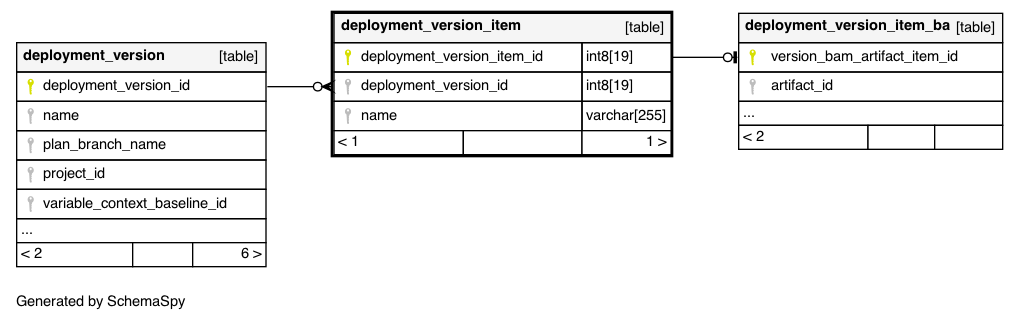 deployment_version [table]
deployment_version_id
name
plan_branch_name
project_id
variable_context_baseline_id
...
< 2 6 >
deployment_version_item [table]
deployment_version_item_id int8[19]
deployment_version_id int8[19]
name varchar[255]
< 1 1 >
deployment_version_item_ba [table]
version_bam_artifact_item_id
artifact_id
...
< 2
Generated by SchemaSpy